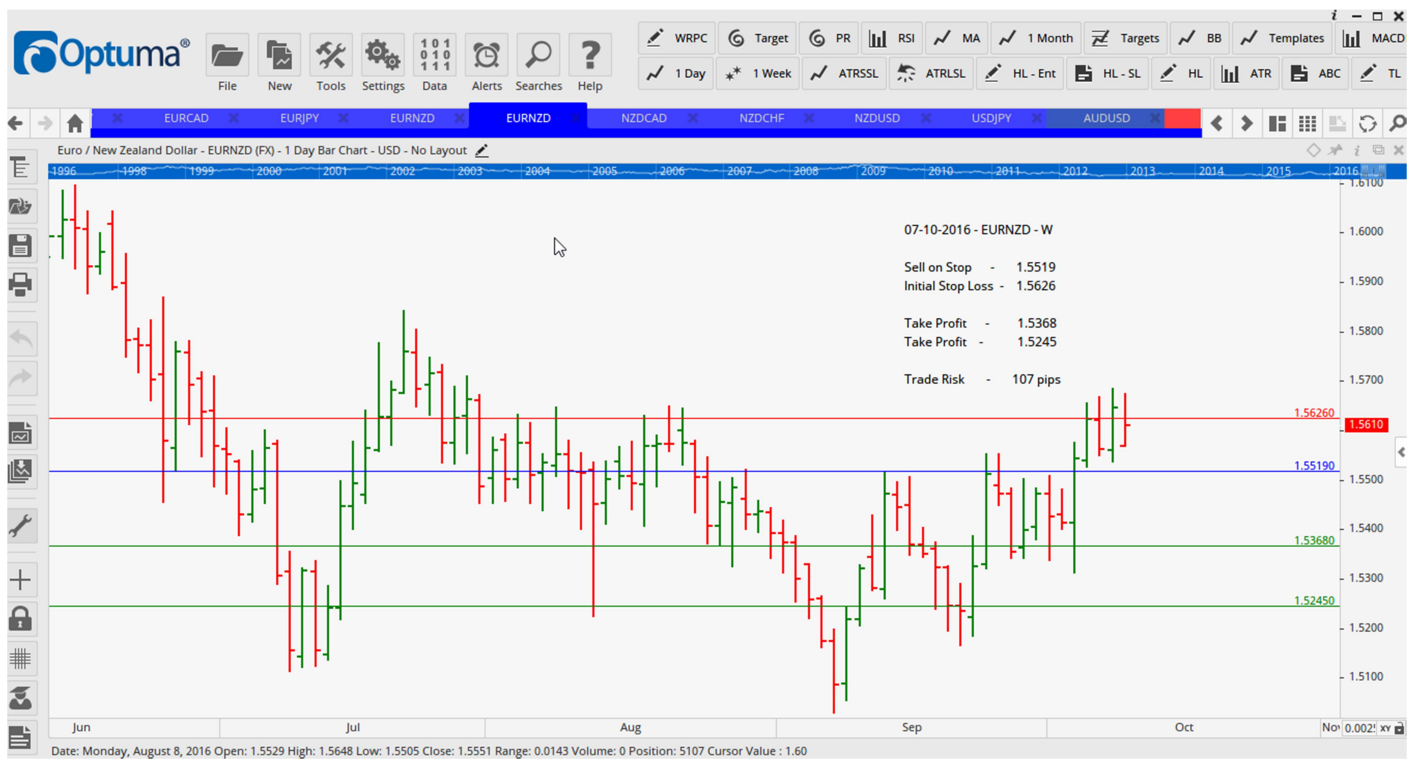 Optuma®
File
New
Tools
Settings
Data
Alerts
Searches
Help
WRPC
Target
PR
RSI
MA
1 Month
Targets
BB
Templates
MACD
1 Day
1 Week
ATRSSL
ATRLSL
HL - Ent
HL - SL
HL
ATR
ABC
TL
EURCAD
EURJPY
EURNZD
EURNZD
NZDCAD
NZDCHF
NZDUSD
USDJPY
AUDUSD
Euro / New Zealand Dollar - EURNZD (FX) - 1 Day Bar Chart - USD - No Layout
1996 1998 1999 2000 2001 2002 2003 2004 2005 2006 2007 2008 2009 2010 2011 2012 2013 2014 2015 2016
1.6100
07-10-2016 - EURNZD - W
1.6000
Sell on Stop - 1.5519
Initial Stop Loss - 1.5626
1.5900
Take Profit - 1.5368
1.5800
Take Profit - 1.5245
Trade Risk - 107 pips
1.5700
1.56260
1.5610
1.55190
1.5500
1.5400
1.53680
1.5300
1.52450
1.5200
1.5100
Jun Jul Aug Sep Oct
XY
Date: Monday, August 8, 2016 Open: 1.5529 High: 1.5648 Low: 1.5505 Close: 1.5551 Range: 0.0143 Volume: 0 Position: 5107 Cursor Value : 1.60